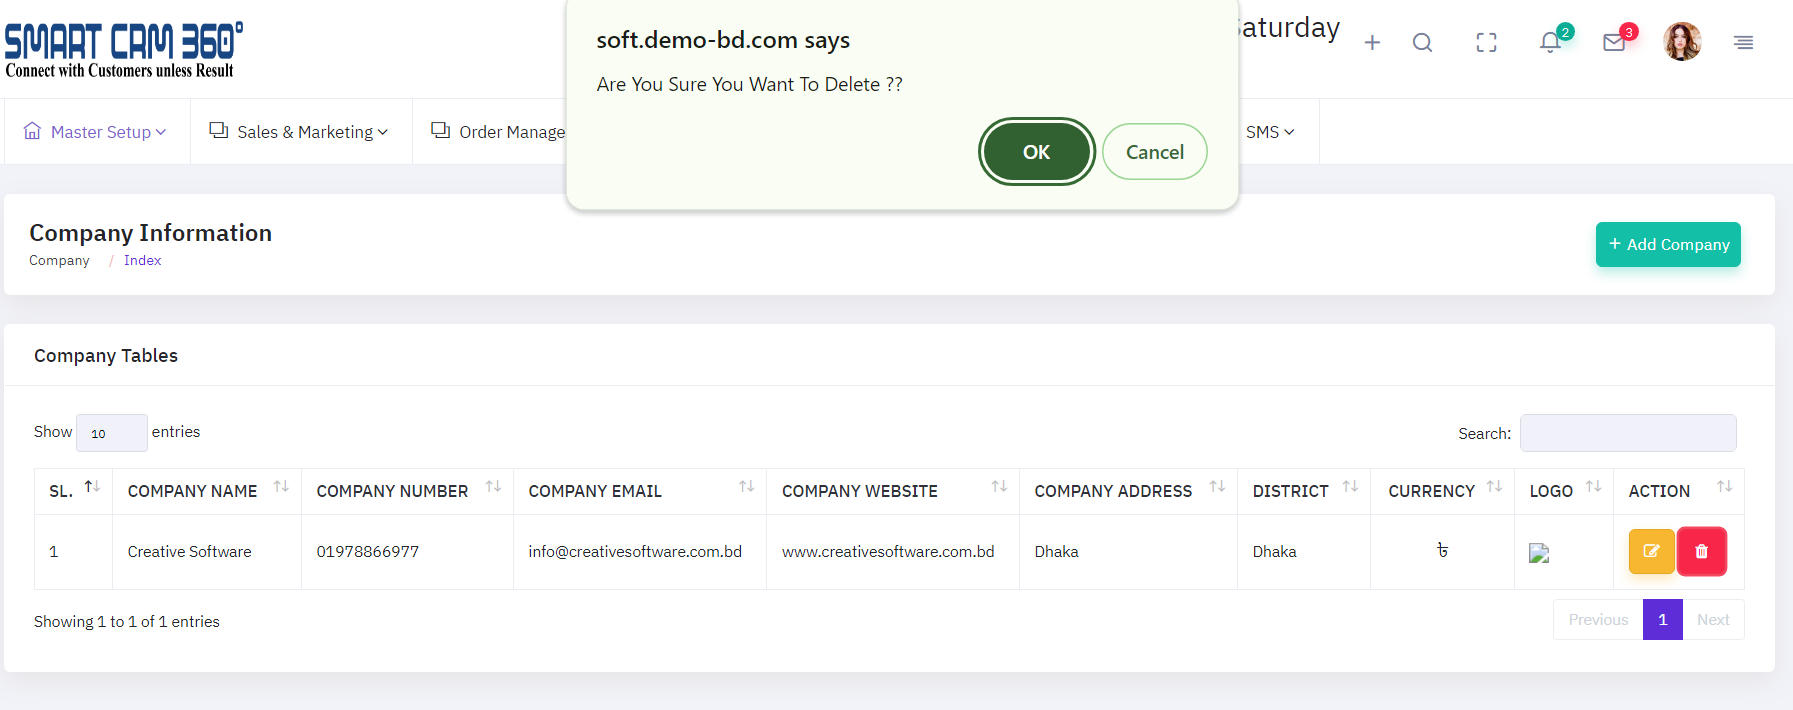 SMART CRM 360°
Connect with Customers unless Result
soft.demo-bd.com says
Are You Sure You Want To Delete ??
OK
Cancel
aturday
2
3
Master Setup
Sales & Marketing
Order Manage
SMS
Company Information
Company / Index
+ Add Company
Company Tables
Show 10 entries
Search:
SL. COMPANY NAME COMPANY NUMBER COMPANY EMAIL COMPANY WEBSITE COMPANY ADDRESS DISTRICT CURRENCY LOGO ACTION
1 Creative Software 01978866977 info@creativesoftware.com.bd www.creativesoftware.com.bd Dhaka Dhaka ৳
Showing 1 to 1 of 1 entries
Previous 1 Next